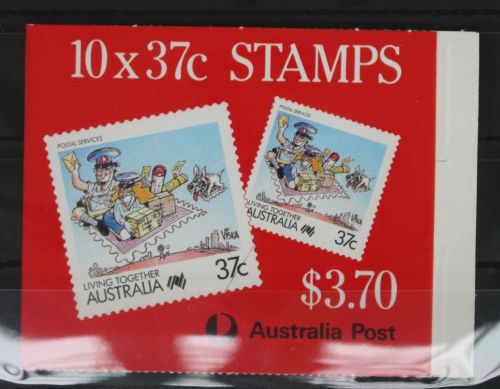 10 x 37c STAMPS
POSTAL SERVICES
37c
LIVING TOGETHER
AUSTRALIA
POSTAL SERVICES
37c
LIVING TOGETHER
AUSTRALIA
$3.70
Australia Post